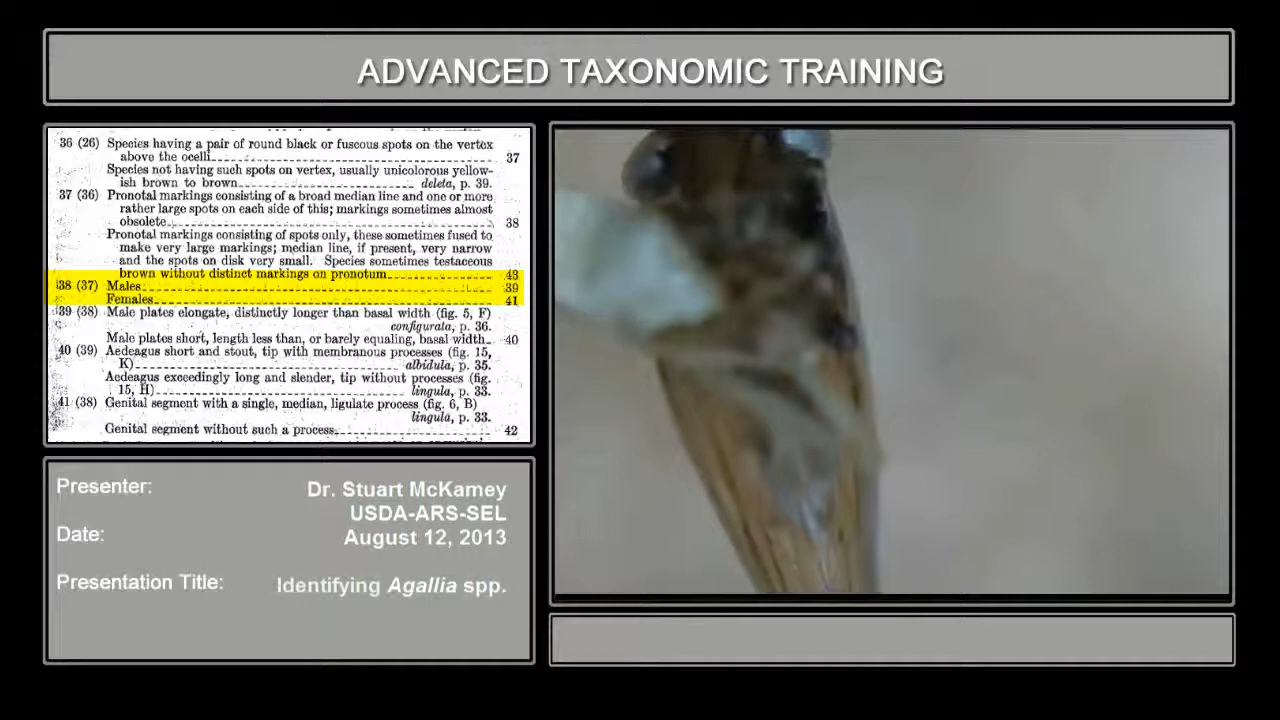 ADVANCED TAXONOMIC TRAINING
36 (26) Species having a pair of round black or fuscous spots on the vertex
above the ocelli 37
Species not having such spots on vertex, usually unicolorous yellow-
ish brown to brown deleta, p. 39.
37 (36) Pronotal markings consisting of a broad median line and one or more
rather large spots on each side of this; markings sometimes almost
obsolete 38
Pronotal markings consisting of spots only, these sometimes fused to
make very large markings; median line, if present, very narrow
and the spots on disk very small. Species sometimes testaceous
brown without distinct markings on pronotum 43
38 (37) Males 39
Females 41
39 (38) Male plates elongate, distinctly longer than basal width (fig. 5, F)
configurata, p. 36.
Male plates short, length less than, or barely equaling, basal width 40
40 (39) Aedeagus short and stout, tip with membranous processes (fig. 15,
K) albidula, p. 35.
Aedeagus exceedingly long and slender, tip without processes (fig.
15, H) lingula, p. 33.
41 (38) Genital segment with a single, median, ligulate process (fig. 6, B)
lingula, p. 33.
Genital segment without such a process 42
Presenter: Dr. Stuart McKamey
USDA-ARS-SEL
Date: August 12, 2013
Presentation Title: Identifying Agallia spp.